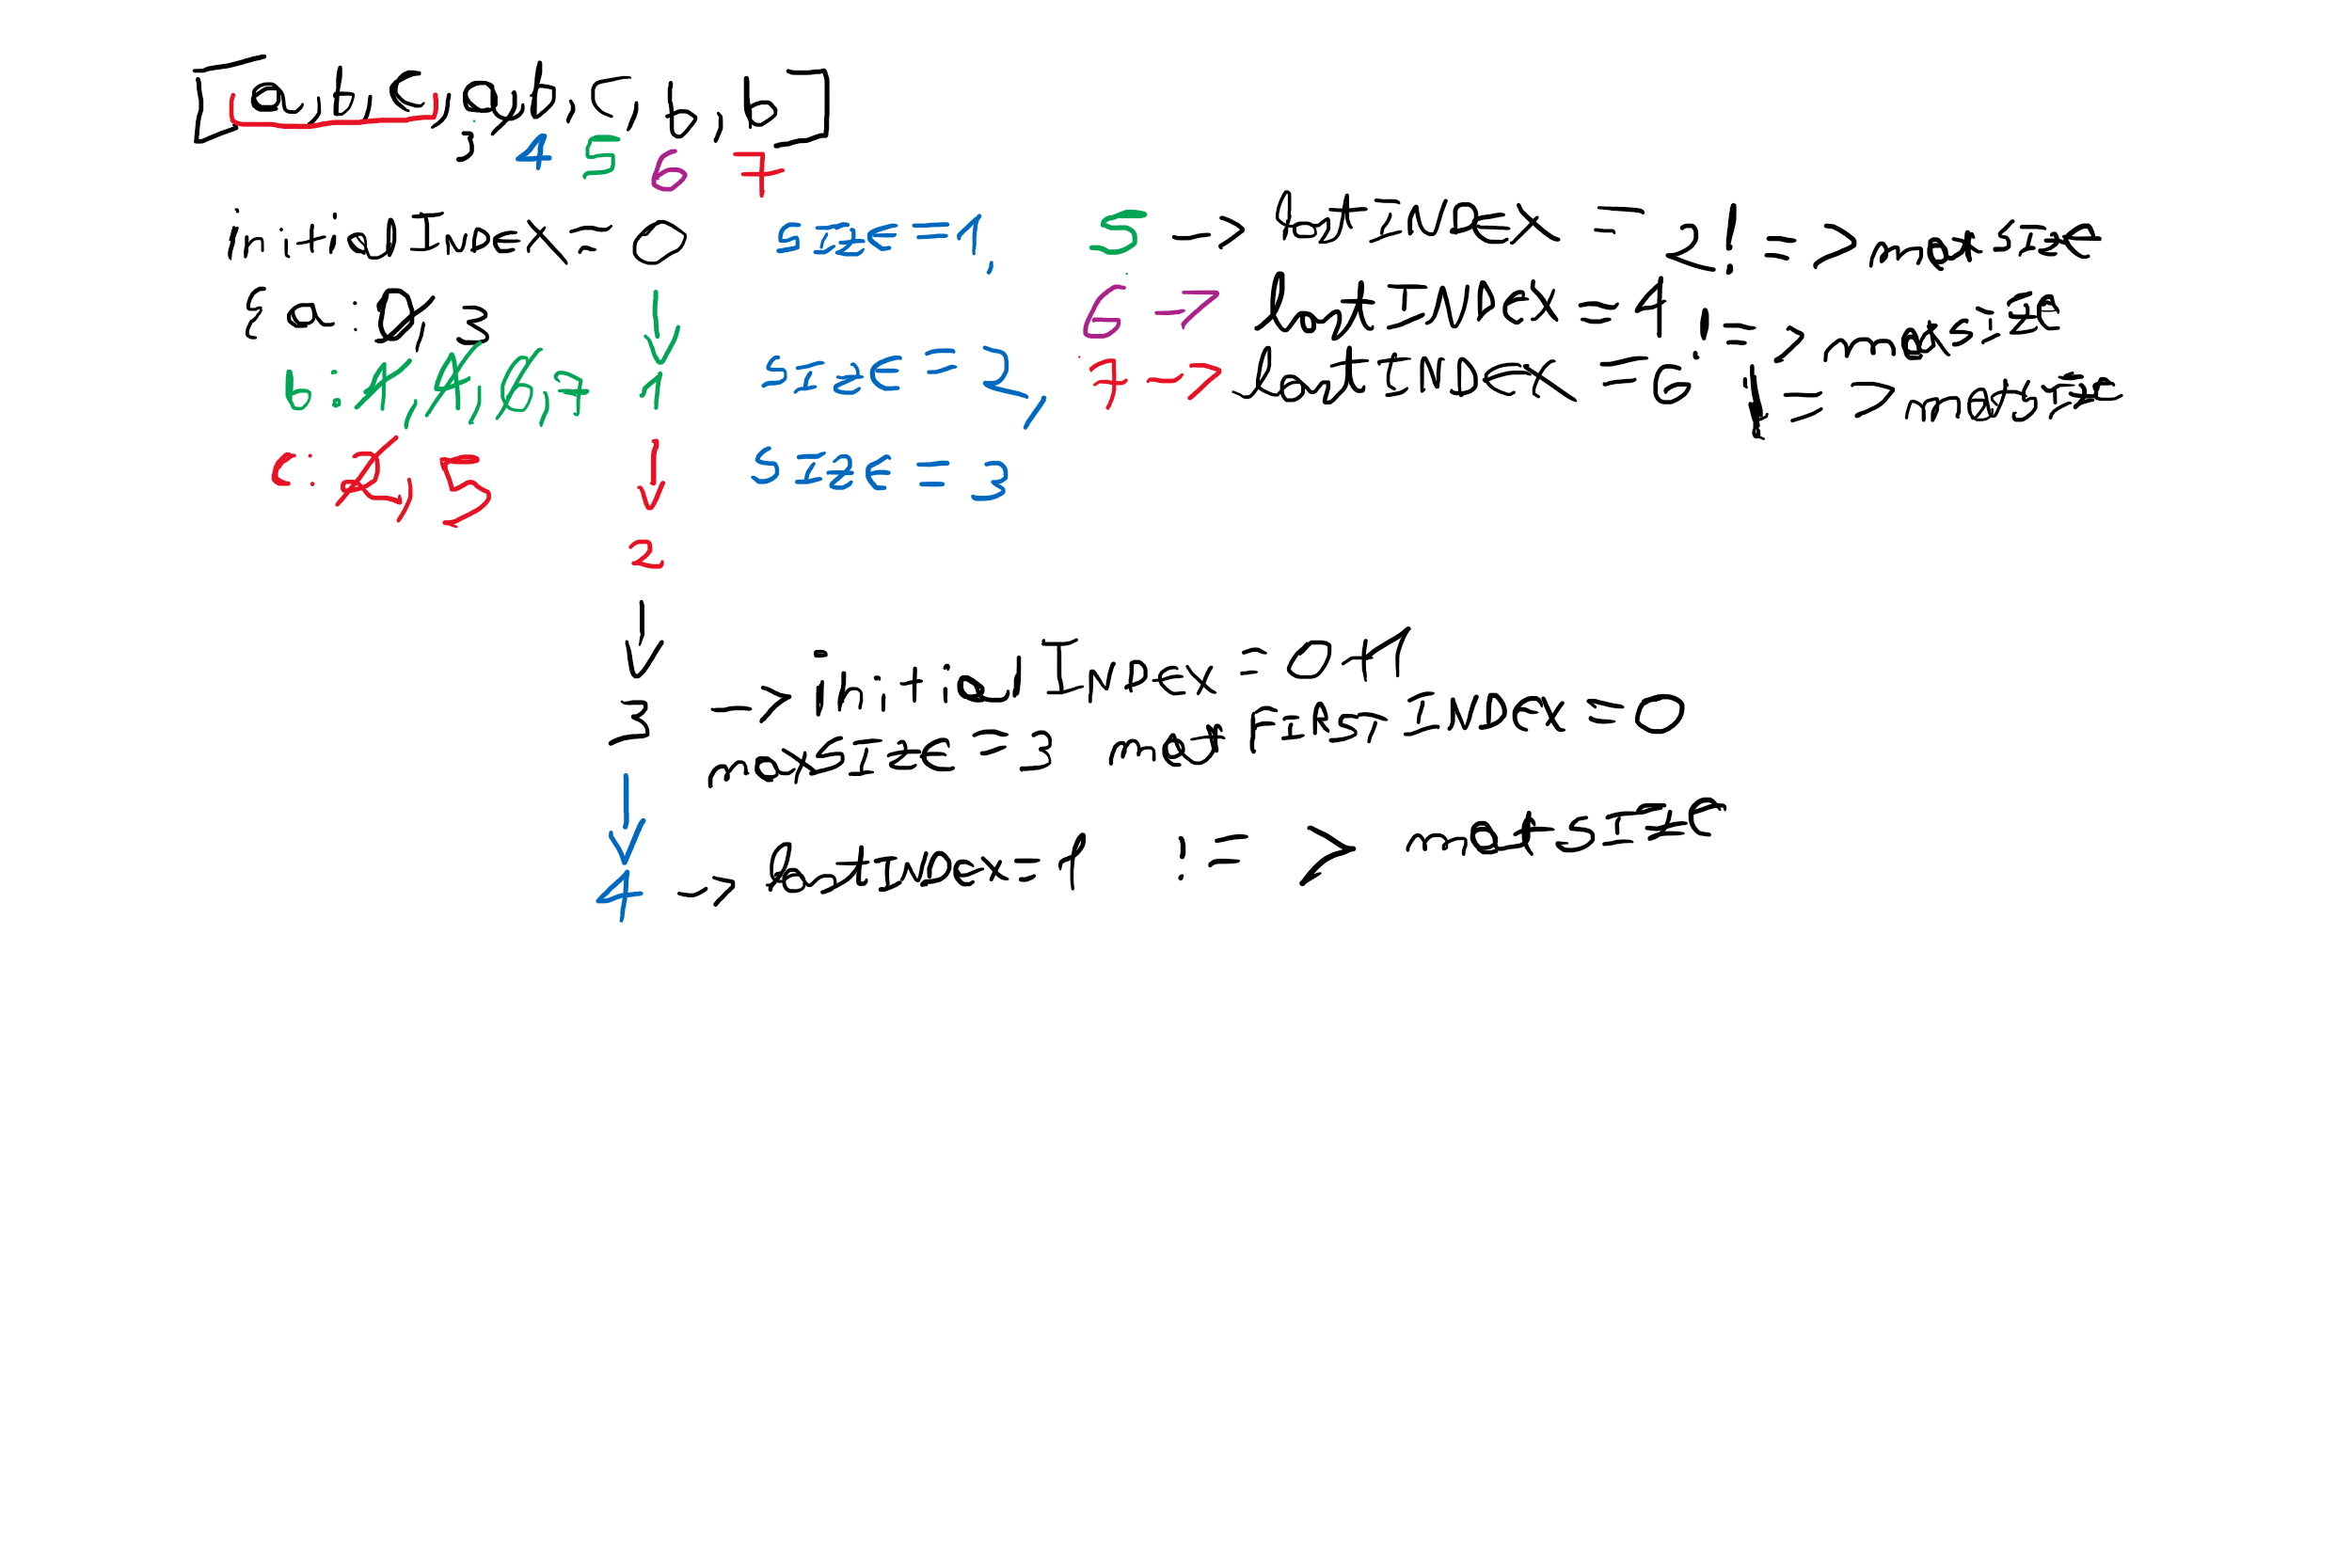 [a, b, c, a, b, c, b, b]
3 4 5 6 7
initialIndex = 0
size = 1,
{ a: 0, 3
b: 1, 4, 6, 7
1
size = 2,
c: 2, 5
size = 3
2
3 -> initialIndex = 0+1
maxSize = 3 maxFIRSTINDex = 0
4 -> lastINDex = 1 != > maxSIZE
5 -> lastINDEX = 2 != > maxsize
6 -> lastINDEX = 4 != > maxsize
7 -> lastINDEX = 6 != > maxsize